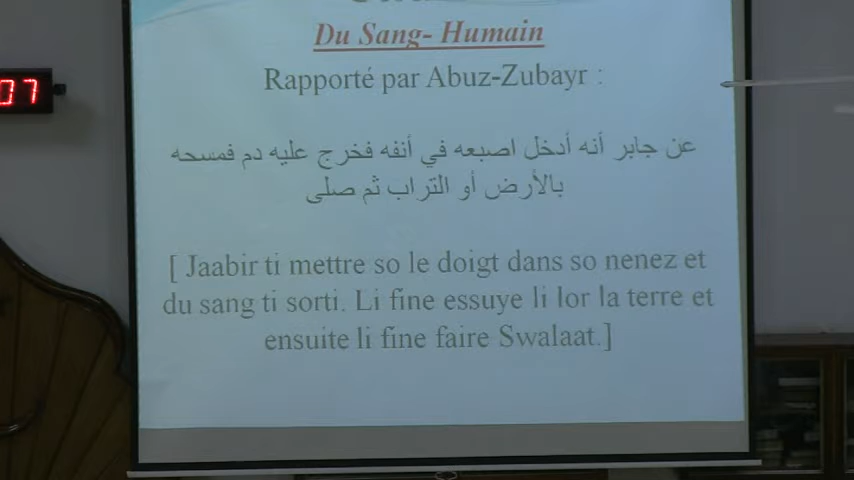 07
Du Sang- Humain
Rapporté par Abuz-Zubayr :
عن جابر أنه أدخل اصبعه في أنفه فخرج عليه دم فمسحه
بالأرض أو التراب ثم صلى
[ Jaabir ti mettre so le doigt dans so nenez et
du sang ti sorti. Li fine essuye li lor la terre et
ensuite li fine faire Swalaat.]